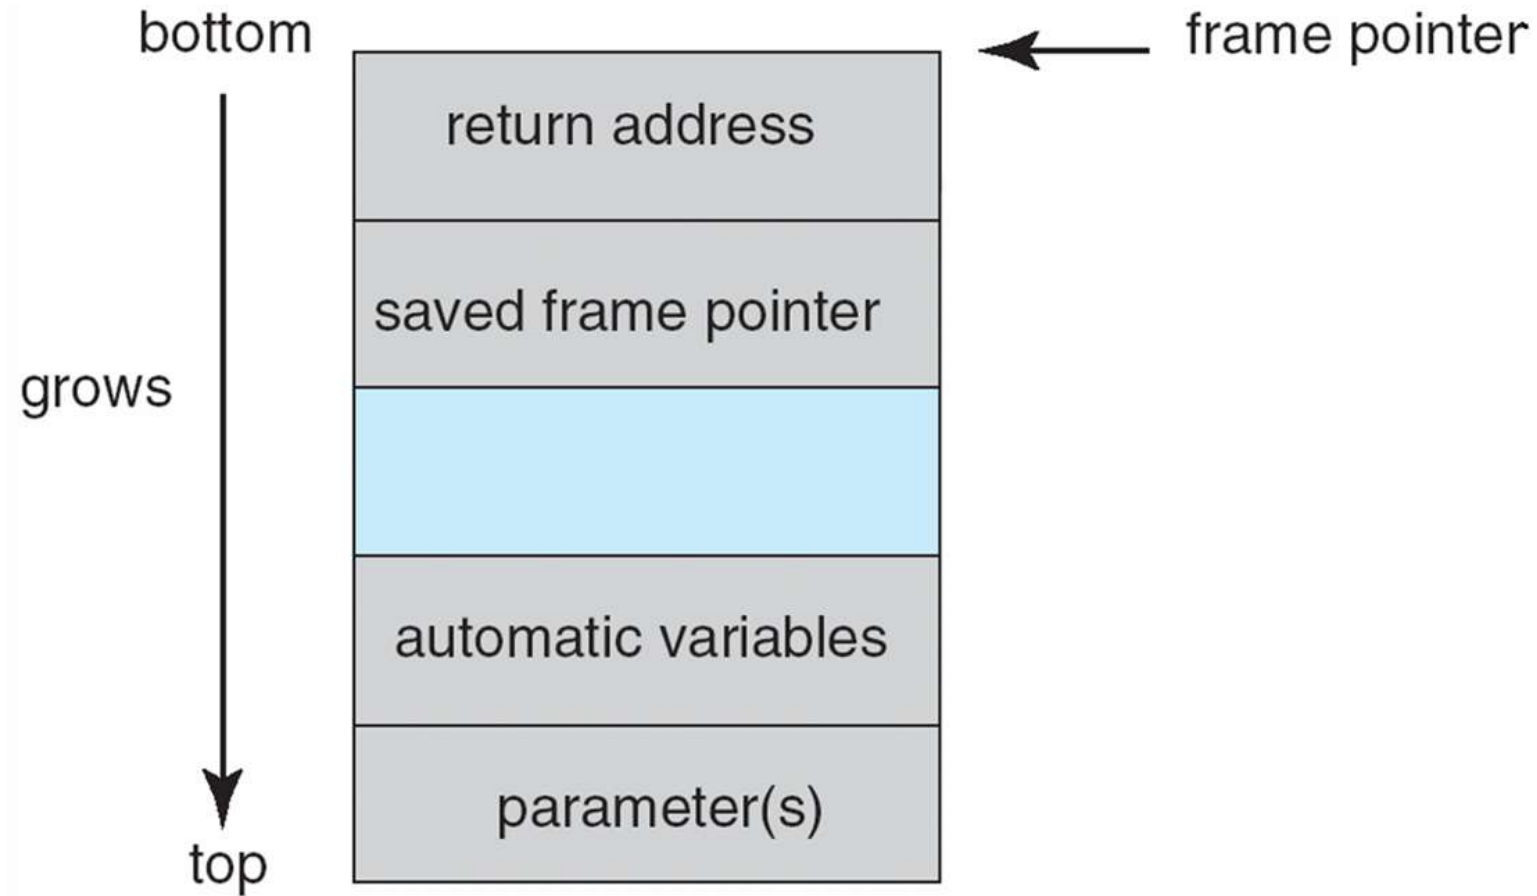 bottom
frame pointer
return address
saved frame pointer
grows
automatic variables
parameter(s)
top